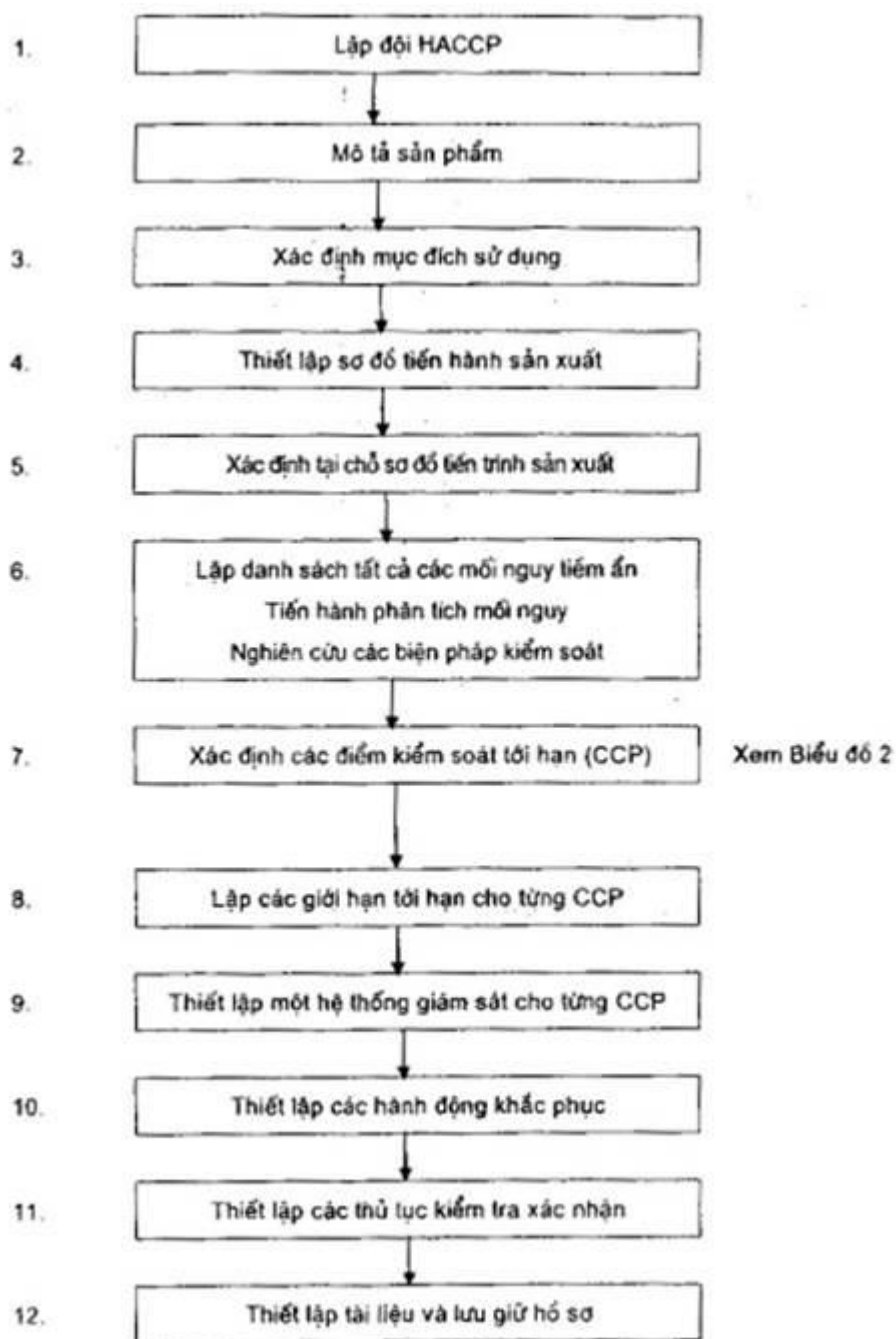 1. Lập đội HACCP
2. Mô tả sản phẩm
3. Xác định mục đích sử dụng
4. Thiết lập sơ đồ tiến hành sản xuất
5. Xác định tại chỗ sơ đồ tiến trình sản xuất
6. Lập danh sách tất cả các mối nguy tiềm ẩn
Tiến hành phân tích mối nguy
Nghiên cứu các biện pháp kiểm soát
7. Xác định các điểm kiểm soát tới hạn (CCP) Xem Biểu đồ 2
8. Lập các giới hạn tới hạn cho từng CCP
9. Thiết lập một hệ thống giám sát cho từng CCP
10. Thiết lập các hành động khắc phục
11. Thiết lập các thủ tục kiểm tra xác nhận
12. Thiết lập tài liệu và lưu giữ hồ sơ